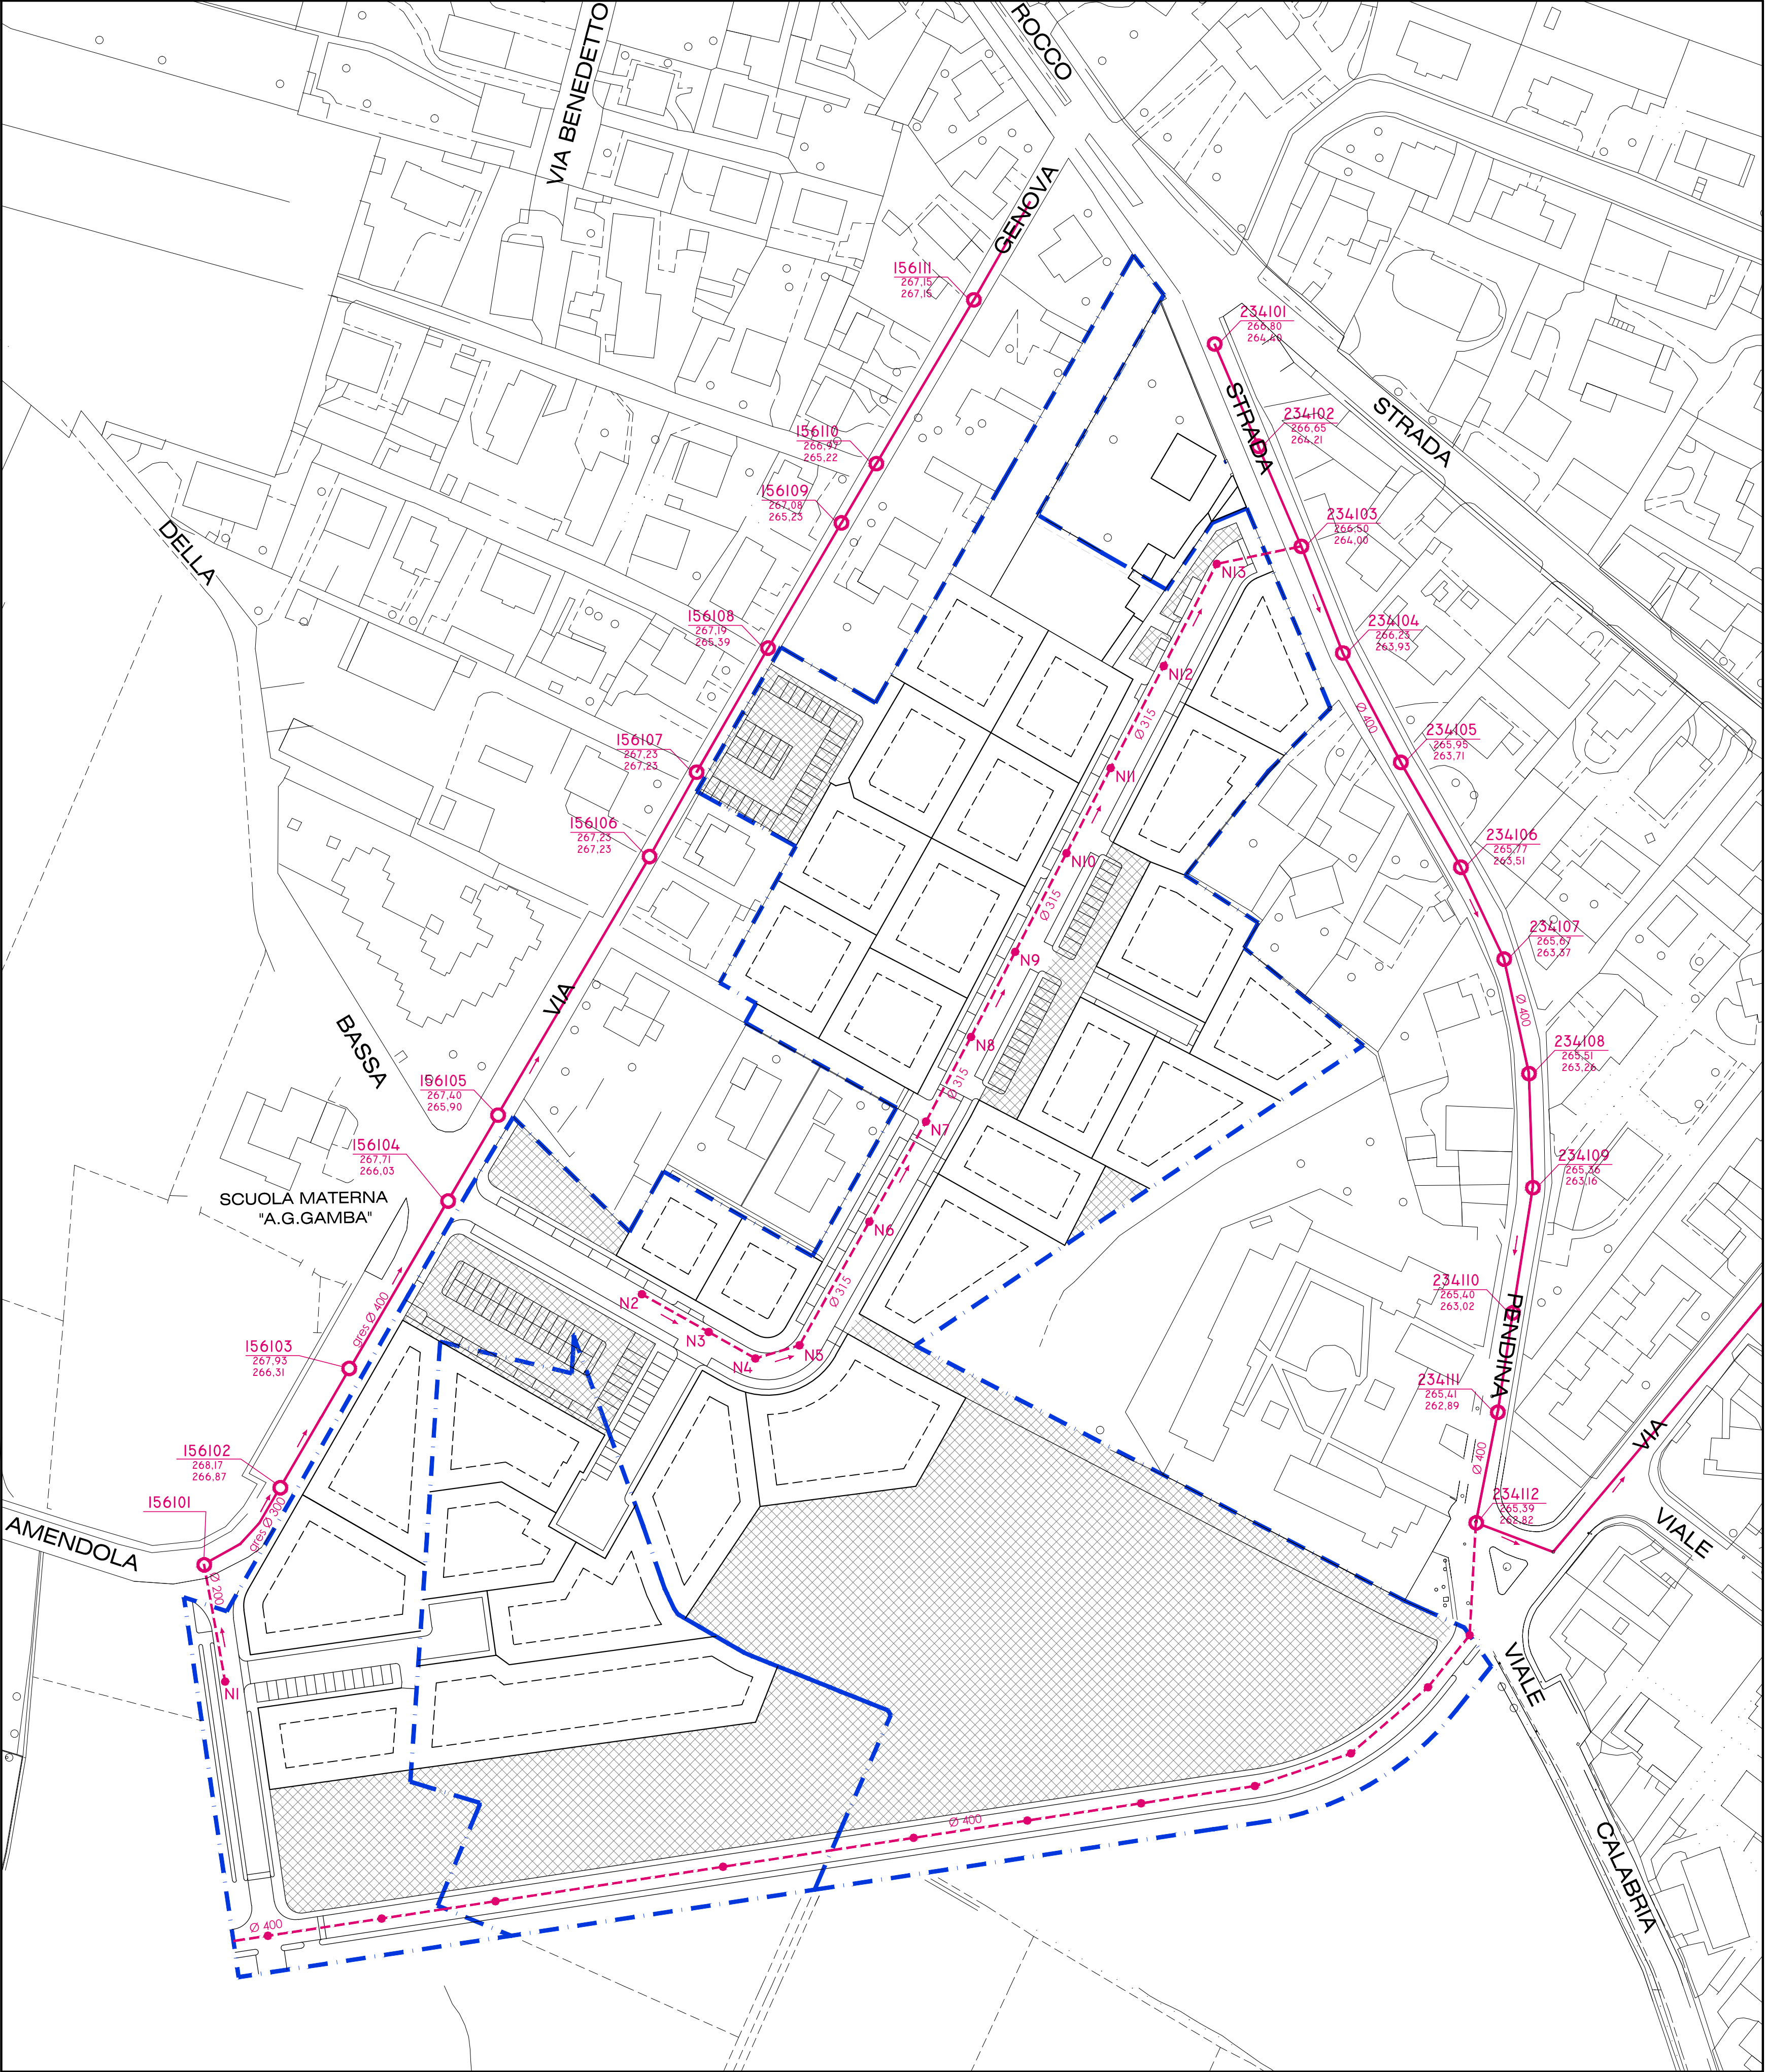 ROCCO
VIA BENEDETTO
GENOVA
156111
267,15
267,15
234101
266,80
264,40
STRADA
234102
266,65
264,21
STRADA
156110
266,97
265,22
156109
267,08
265,23
234103
266,50
264,00
DELLA
N13
156108
267,19
265,39
234104
266,23
263,93
N12
Ø 315
Ø 400
156107
267,23
267,23
234105
265,95
263,71
N11
156106
267,23
267,23
234106
265,77
263,51
N10
Ø 315
234107
265,67
263,37
N9
VIA
Ø 400
BASSA
N8
234108
265,51
263,26
156105
267,40
265,90
Ø 315
N7
156104
267,71
266,03
234109
265,36
263,16
SCUOLA MATERNA
"A.G.GAMBA"
N6
Ø 315
N2
234110
265,40
263,02
gres Ø 400
N3
N4
N5
156103
267,93
266,31
PENDINA
234111
265,41
262,89
VIA
156102
268,17
266,87
Ø 400
156101
234112
265,39
262,82
gres Ø 300
AMENDOLA
VIALE
Ø 200
VIALE
N1
Ø 400
CALABRIA
Ø 400